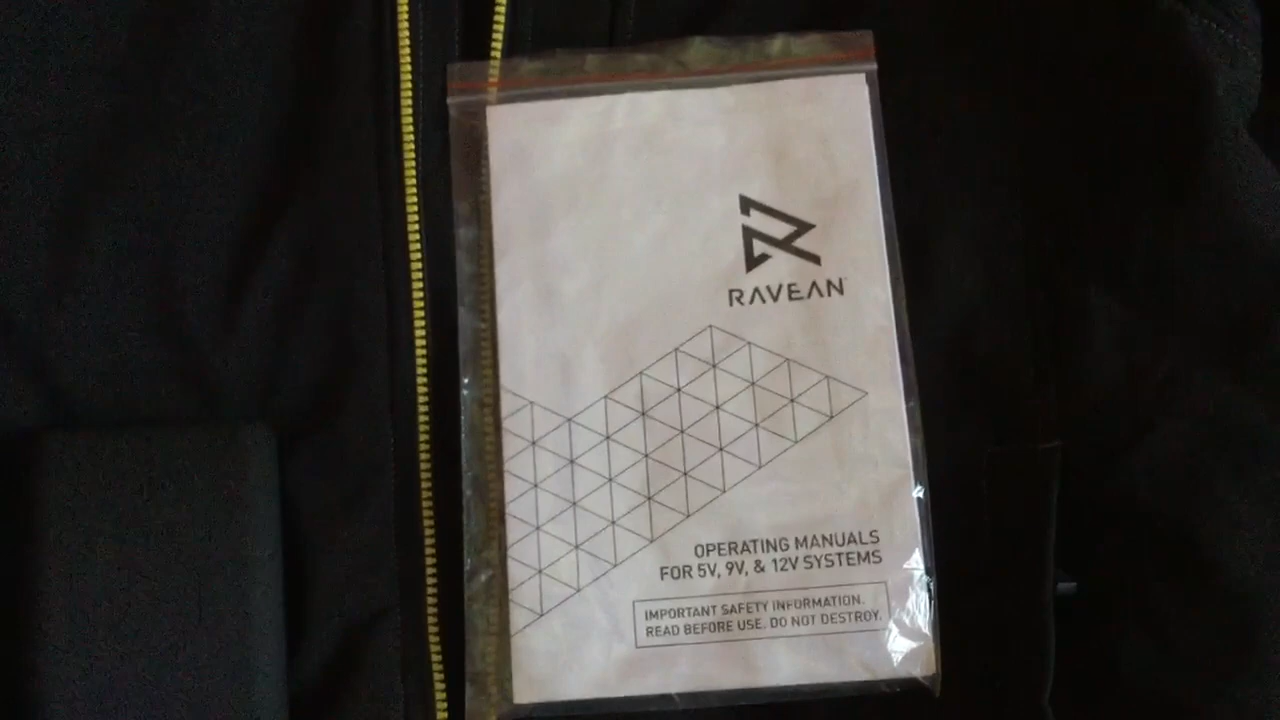 RAVEAN
OPERATING MANUALS
FOR 5V, 9V, & 12V SYSTEMS
IMPORTANT SAFETY INFORMATION.
READ BEFORE USE. DO NOT DESTROY.